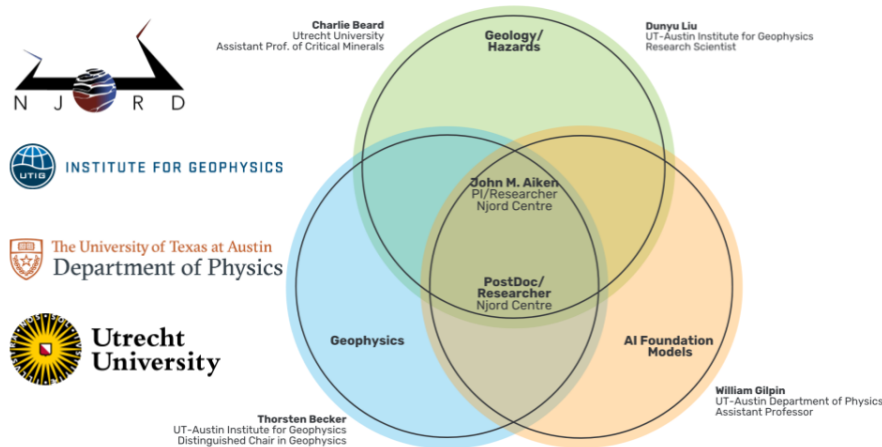 NJORD
UTIG
INSTITUTE FOR GEOPHYSICS
The University of Texas at Austin
Department of Physics
Utrecht
University
Charlie Beard
Utrecht University
Assistant Prof. of Critical Minerals
Geology/
Hazards
Dunyu Liu
UT-Austin Institute for Geophysics
Research Scientist
John M. Aiken
PI/Researcher
Njord Centre
PostDoc/
Researcher
Njord Centre
Geophysics
AI Foundation
Models
Thorsten Becker
UT-Austin Institute for Geophysics
Distinguished Chair in Geophysics
William Gilpin
UT-Austin Department of Physics
Assistant Professor